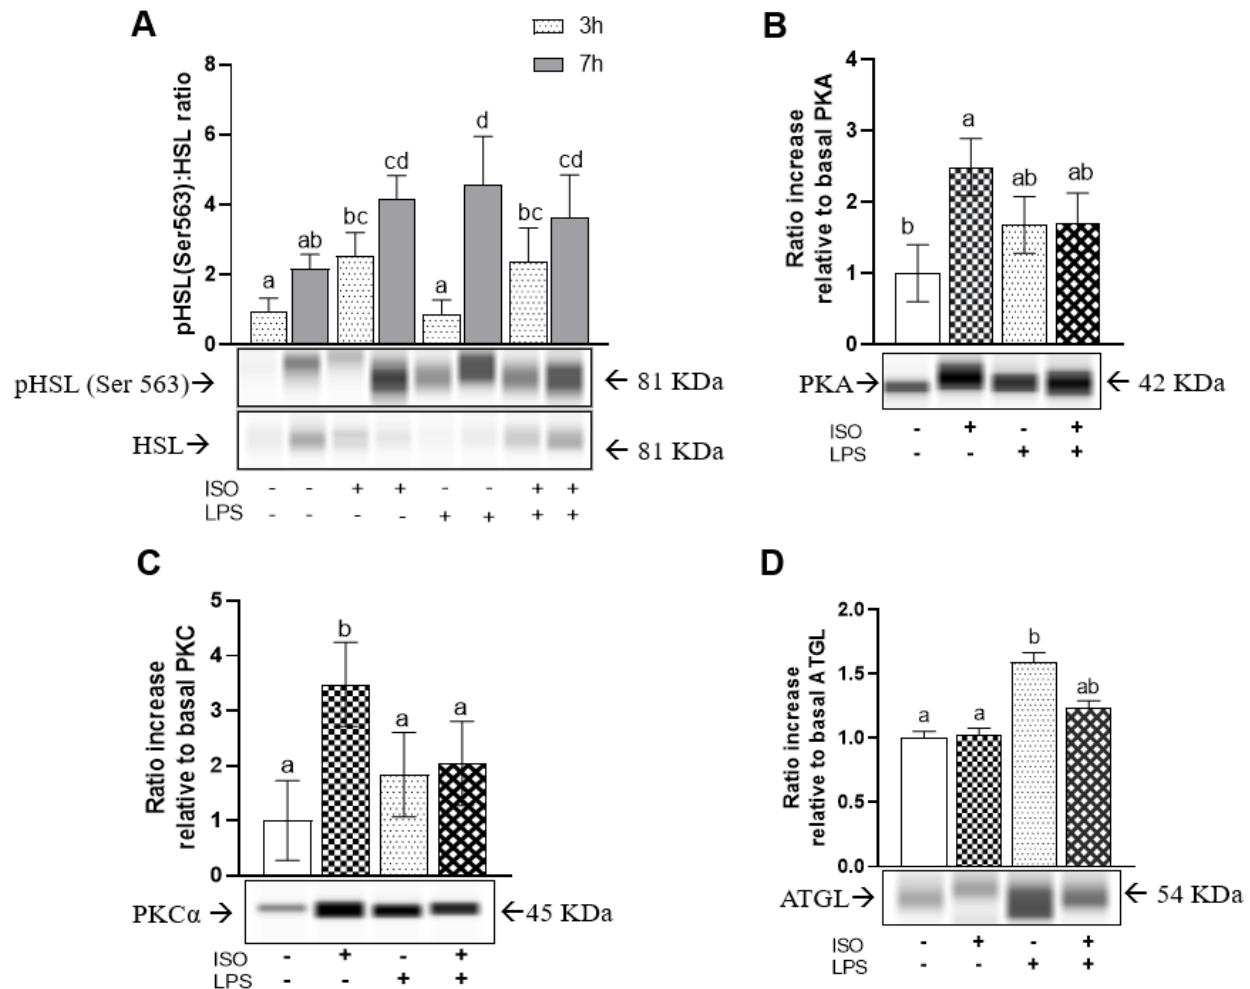 A
3h
7h
pHSL(Ser563):HSL ratio
8
6
4
2
0
a
ab
bc
cd
a
d
bc
cd
pHSL (Ser 563)→
← 81 KDa
HSL→
← 81 KDa
ISO - - + + - - + +
LPS - - - - + + + +
B
Ratio increase
relative to basal PKA
4
3
2
1
0
b
a
ab
ab
PKA→
← 42 KDa
ISO - + - +
LPS - - + +
C
Ratio increase
relative to basal PKC
5
4
3
2
1
0
a
b
a
a
PKCα →
←45 KDa
ISO - + - +
LPS - - + +
D
Ratio increase
relative to basal ATGL
2.0
1.5
1.0
0.5
0.0
a
a
b
ab
ATGL→
← 54 KDa
ISO - + - +
LPS - - + +